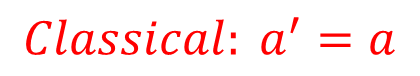 Classical: a′ = a